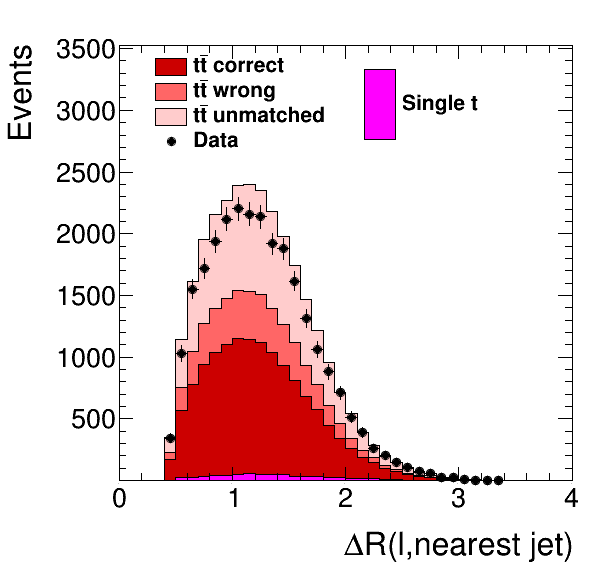 Events
3500
3000
2500
2000
1500
1000
500
0
1
2
3
4
tt̄ correct
tt̄ wrong
tt̄ unmatched
Data
Single t
ΔR(l,nearest jet)